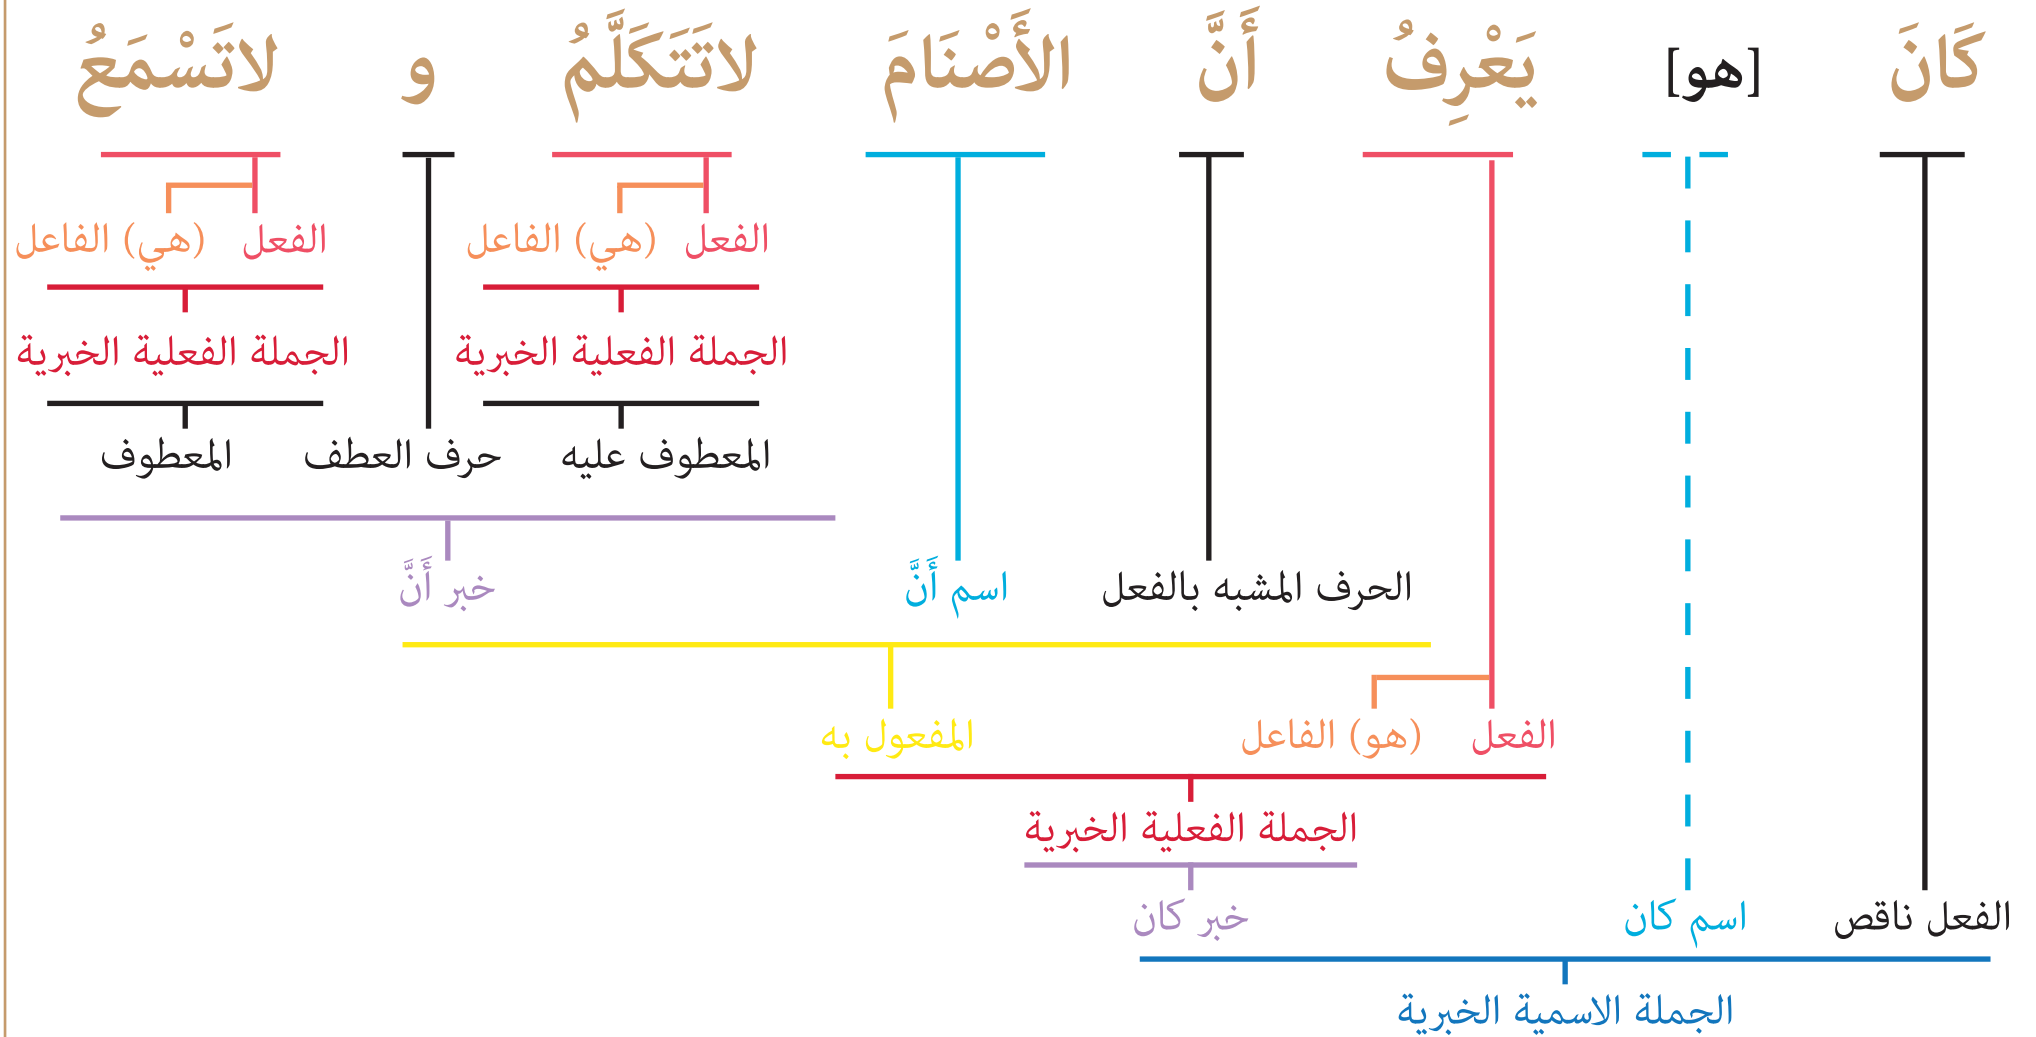 كَانَ [هو] يَعْرِفُ أَنَّ الأَصْنَامَ لاتَتَكَلَّمُ و لاتَسْمَعُ
الفعل (هي) الفاعل الفعل (هي) الفاعل
الجملة الفعلية الخبرية الجملة الفعلية الخبرية
المعطوف عليه حرف العطف المعطوف
الحرف المشبه بالفعل اسم أَنَّ خبر أَنَّ
الفعل (هو) الفاعل المفعول به
الجملة الفعلية الخبرية
الفعل ناقص اسم كان خبر كان
الجملة الاسمية الخبرية